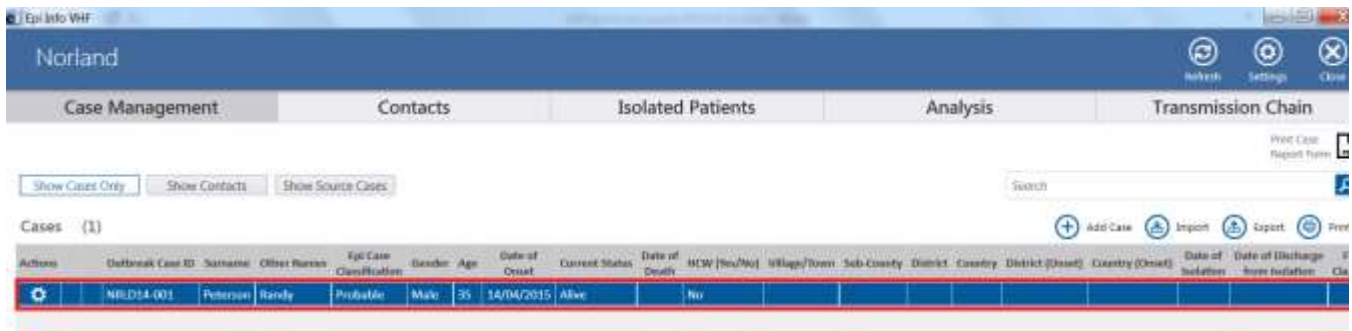 Epi Info VHF
Norland
Refresh Settings Close
Case Management Contacts Isolated Patients Analysis Transmission Chain
Print Case
Report Form
Show Cases Only Show Contacts Show Source Cases Search
Cases (1) Add Case Import Export Print
Actions Outbreak Case ID Surname Other Names Epi Case Classification Gender Age Date of Onset Current Status Date of Death HCW (Yes/No) Village/Town Sub-County District Country District (Onset) Country (Onset) Date of Isolation Date of Discharge from Isolation
NRLD14-001 Peterson Randy Probable Male 35 14/04/2015 Alive No